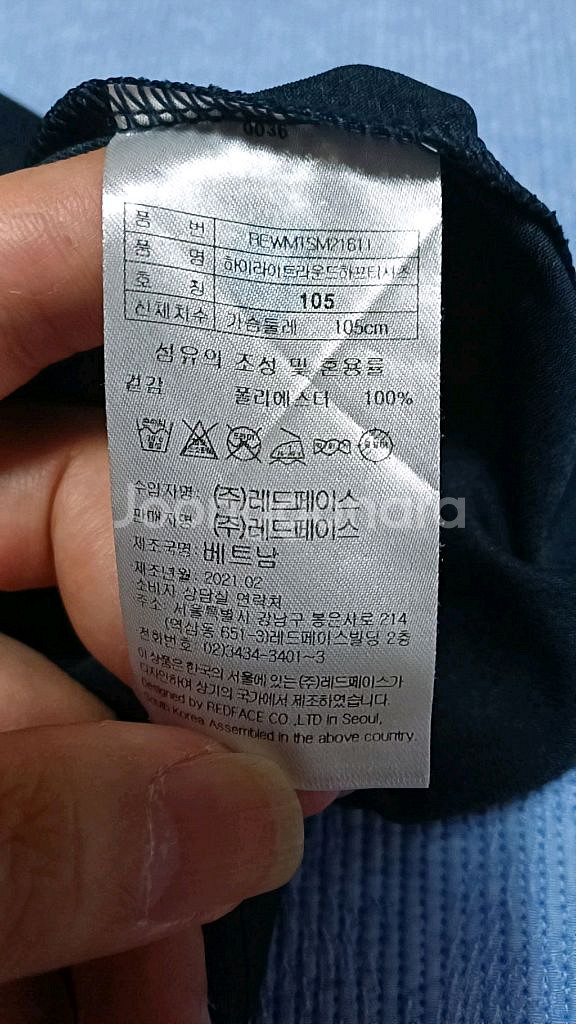 0036
품 번 REWM1SM21611
품 명 하이라이트라운드하프티셔츠
호 칭 105
신체치수 가슴둘레 105cm
섬유의 조성 및 혼용률
겉감 폴리에스터 100%
수입자명: (주)레드페이스
판매자명: (주)레드페이스
제조국명: 베트남
제조년월: 2021.02
소비자 상담실 연락처
주소: 서울특별시 강남구 봉은사로 214
(역삼동 651-3)레드페이스빌딩 2층
전화번호: 02)3434-3401~3
이 상품은 한국의 서울에 있는 (주)레드페이스가
디자인하여 상기의 국가에서 제조하였습니다.
Designed by REDFACE CO.,LTD in Seoul,
South Korea Assembled in the above country.